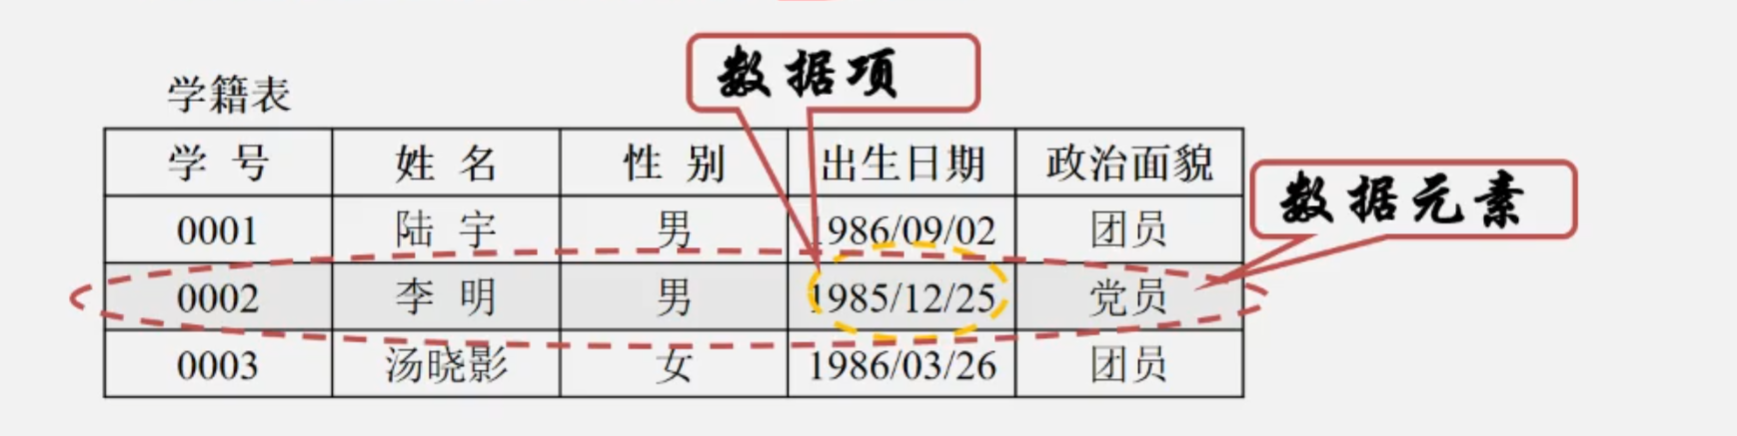 数据项
学籍表
学 号 姓 名 性 别 出生日期 政治面貌
数据元素
0001 陆 宇 男 1986/09/02 团员
0002 李 明 男 1985/12/25 党员
0003 汤晓影 女 1986/03/26 团员